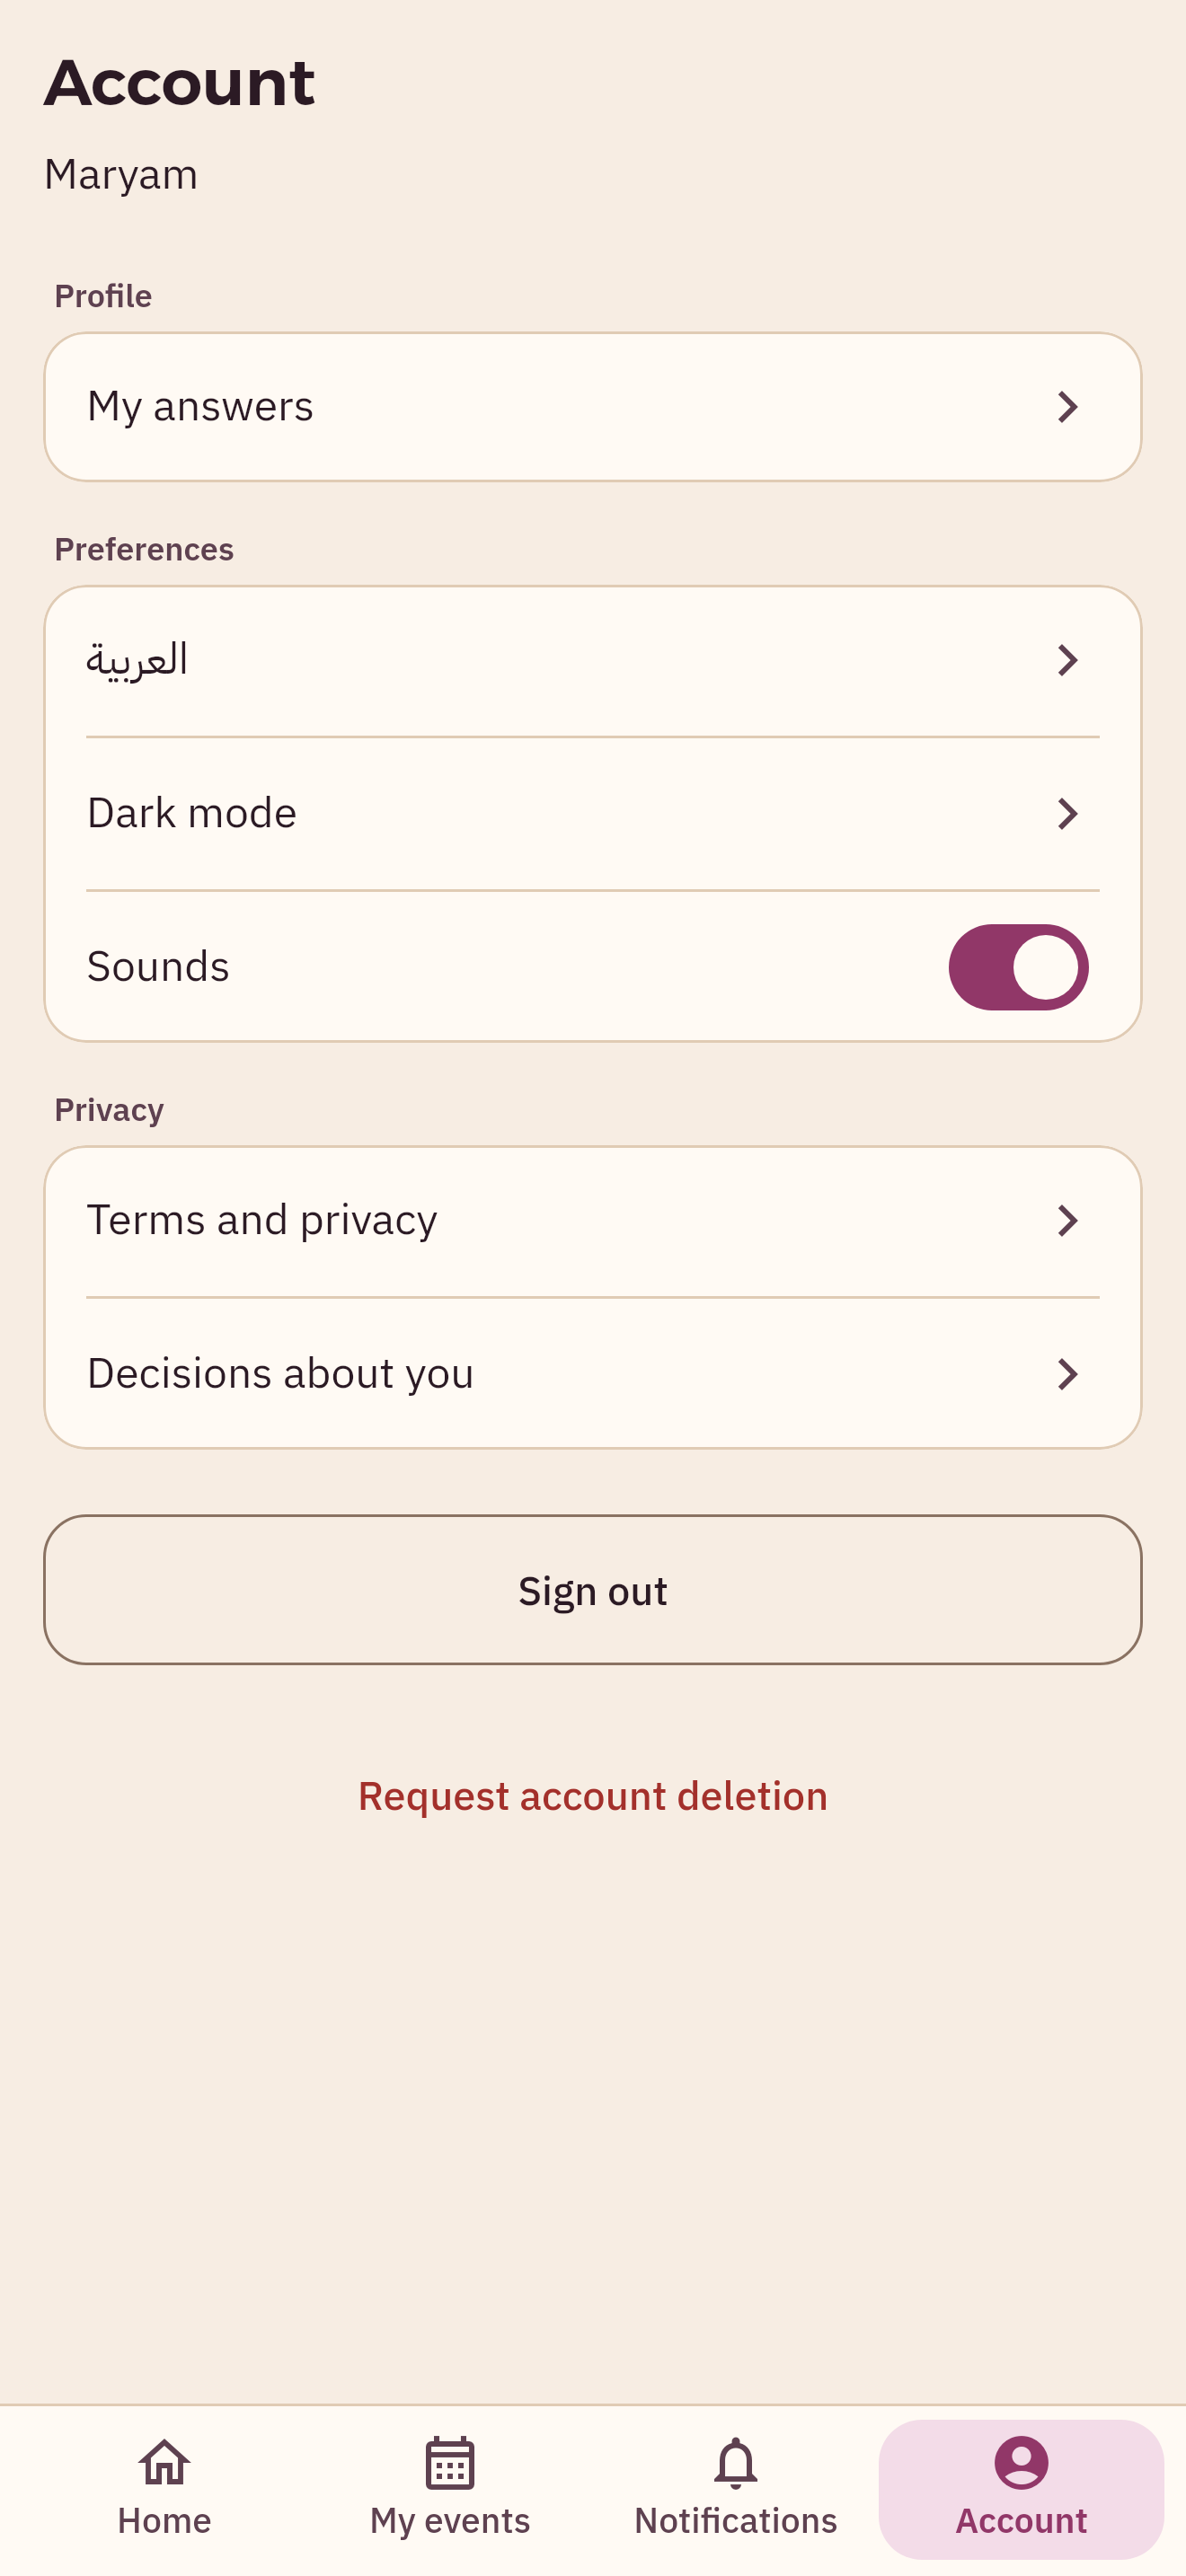 Account
Maryam
Profile
My answers
Preferences
العربية
Dark mode
Sounds
Privacy
Terms and privacy
Decisions about you
Sign out
Request account deletion
Home
My events
Notifications
Account